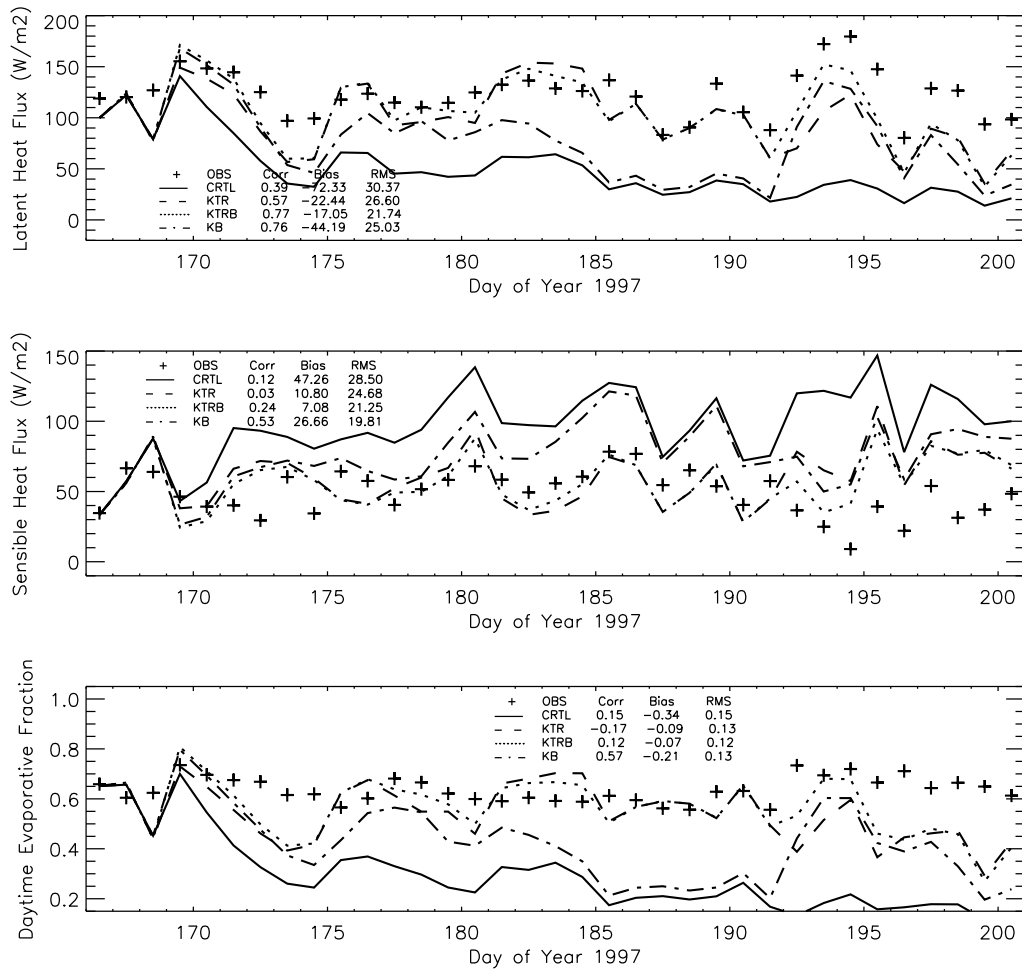 Latent Heat Flux (W/m2)
200
150
100
50
0
+ OBS Corr Bias RMS
CRTL 0.39 −72.33 30.37
KTR 0.57 −22.44 26.60
KTRB 0.77 −17.05 21.74
KB 0.76 −44.19 25.03
170 175 180 185 190 195 200
Day of Year 1997
Sensible Heat Flux (W/m2)
150
100
50
0
+ OBS Corr Bias RMS
CRTL 0.12 47.26 28.50
KTR 0.03 10.80 24.68
KTRB 0.24 7.08 21.25
KB 0.53 26.66 19.81
170 175 180 185 190 195 200
Day of Year 1997
Daytime Evaporative Fraction
1.0
0.8
0.6
0.4
0.2
+ OBS Corr Bias RMS
CRTL 0.15 −0.34 0.15
KTR −0.17 −0.09 0.13
KTRB 0.12 −0.07 0.12
KB 0.57 −0.21 0.13
170 175 180 185 190 195 200
Day of Year 1997